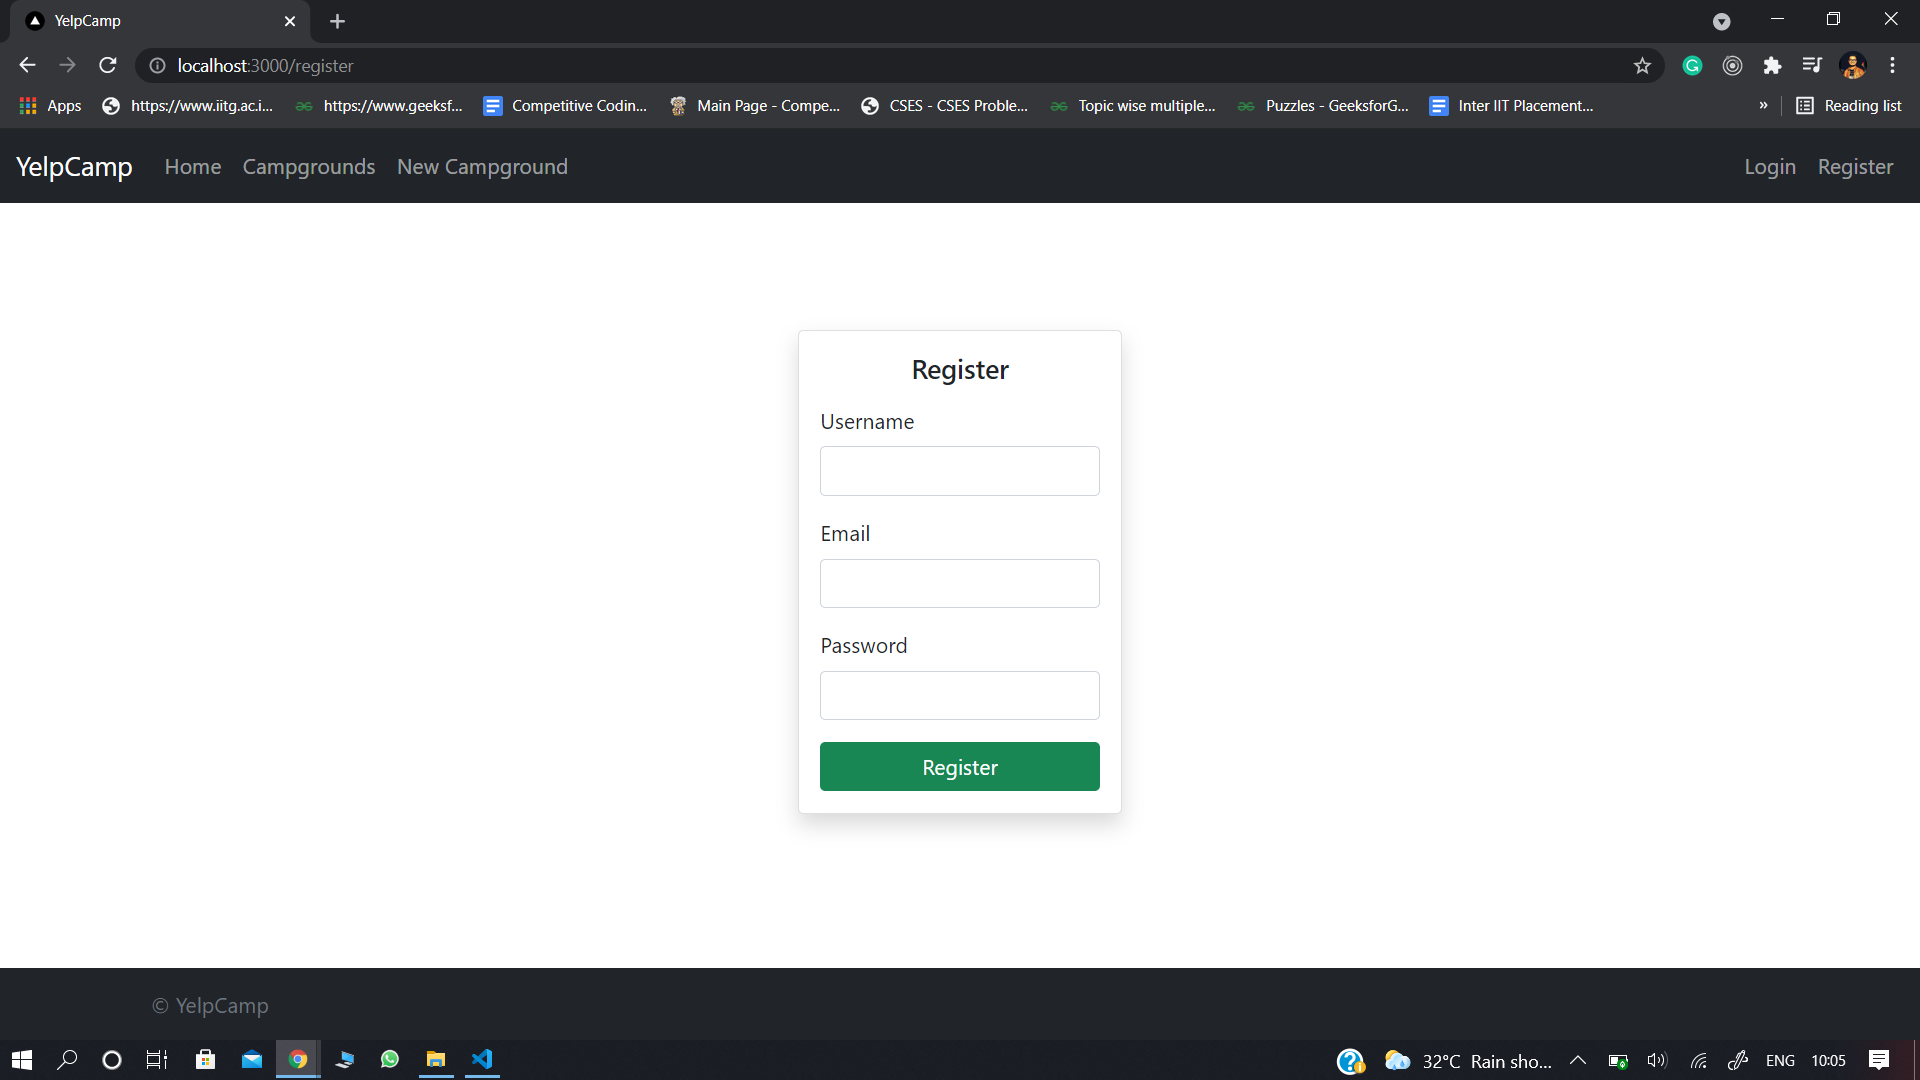 YelpCamp
localhost:3000/register
Apps https://www.iitg.ac.i... https://www.geeksf... Competitive Codin... Main Page - Compe... CSES - CSES Proble... Topic wise multiple... Puzzles - GeeksforG... Inter IIT Placement... » Reading list
YelpCamp Home Campgrounds New Campground Login Register
Register
Username
Email
Password
Register
© YelpCamp
32°C Rain sho... ENG 10:05